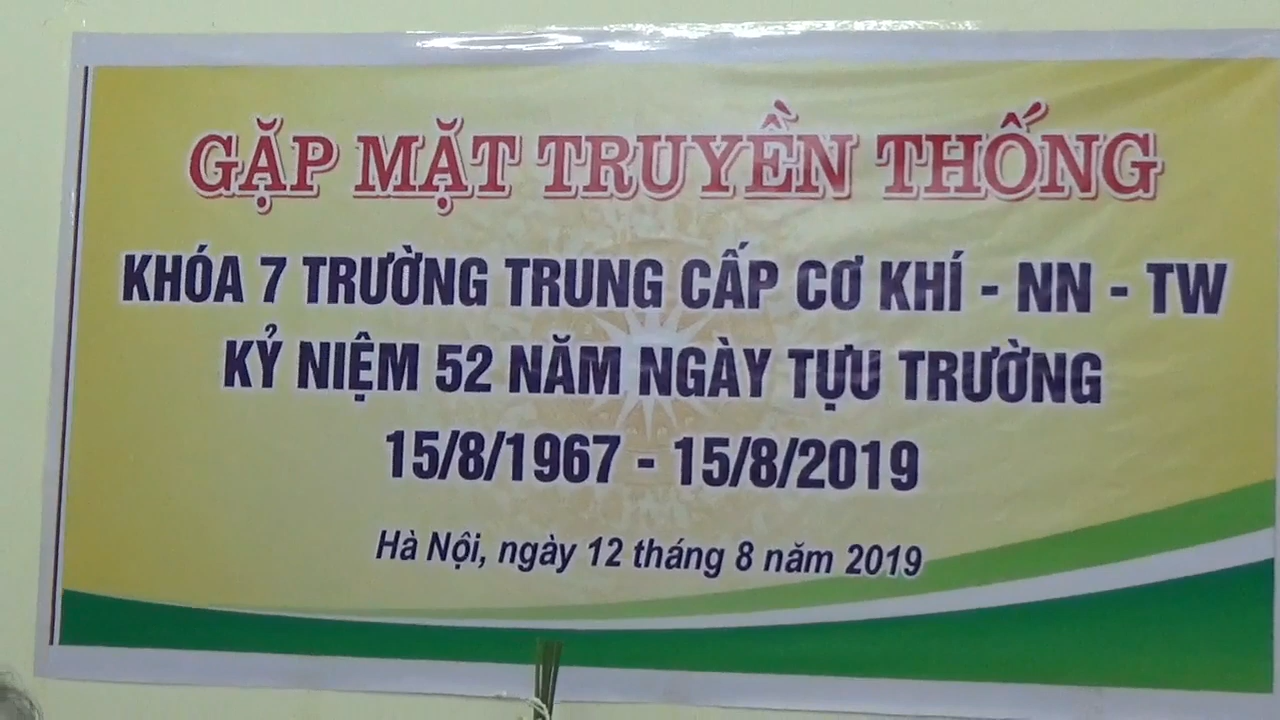 GẶP MẶT TRUYỀN THỐNG
KHÓA 7 TRƯỜNG TRUNG CẤP CƠ KHÍ - NN - TW
KỶ NIỆM 52 NĂM NGÀY TỰU TRƯỜNG
15/8/1967 - 15/8/2019
Hà Nội, ngày 12 tháng 8 năm 2019